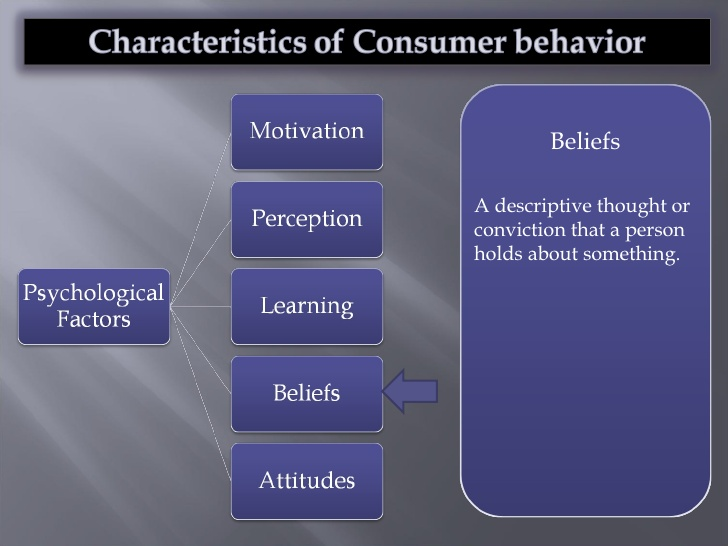 Characteristics of Consumer behavior
Psychological
Factors
Motivation
Perception
Learning
Beliefs
Attitudes
Beliefs
A descriptive thought or
conviction that a person
holds about something.